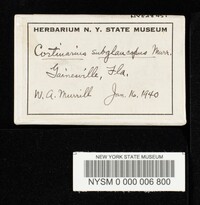 HERBARIUM N. Y. STATE MUSEUM
Cortinarius subglaucopus Murr.
Gainesville, Fla.
W. A. Murrill Jan 16, 1940
NEW YORK STATE MUSEUM
NYSM 0 000 006 800